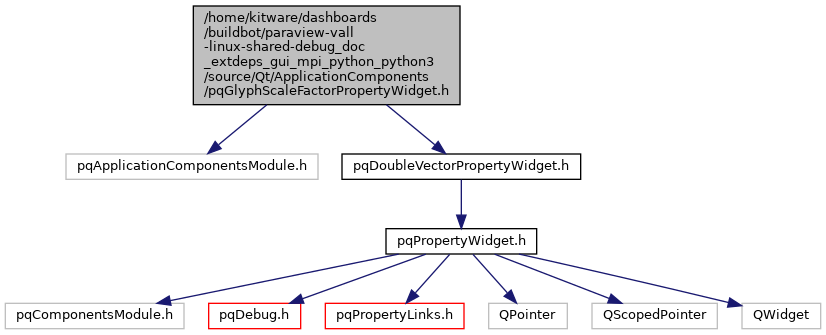 /home/kitware/dashboards
/buildbot/paraview-vall
-linux-shared-debug_doc
_extdeps_gui_mpi_python_python3
/source/Qt/ApplicationComponents
/pqGlyphScaleFactorPropertyWidget.h
pqApplicationComponentsModule.h
pqDoubleVectorPropertyWidget.h
pqPropertyWidget.h
pqComponentsModule.h
pqDebug.h
pqPropertyLinks.h
QPointer
QScopedPointer
QWidget